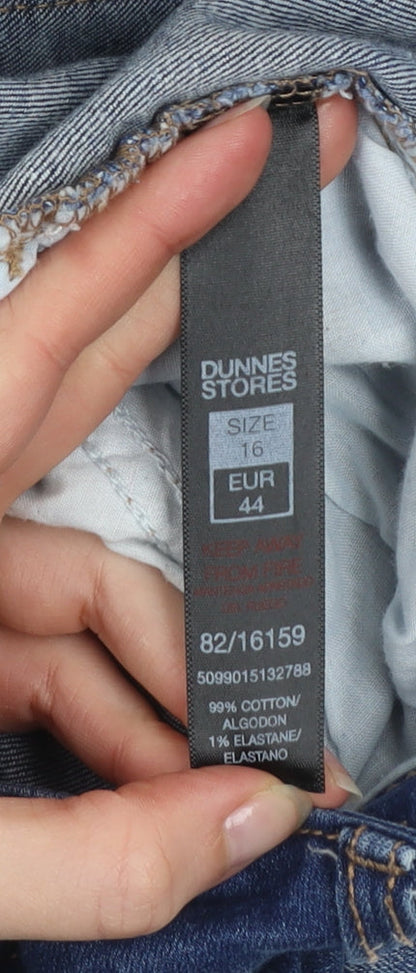 DUNNES
STORES
SIZE
16
EUR
44
KEEP AWAY
FROM FIRE
82/16159
5099015132788
99% COTTON/
ALGODON
1% ELASTANE/
ELASTANO